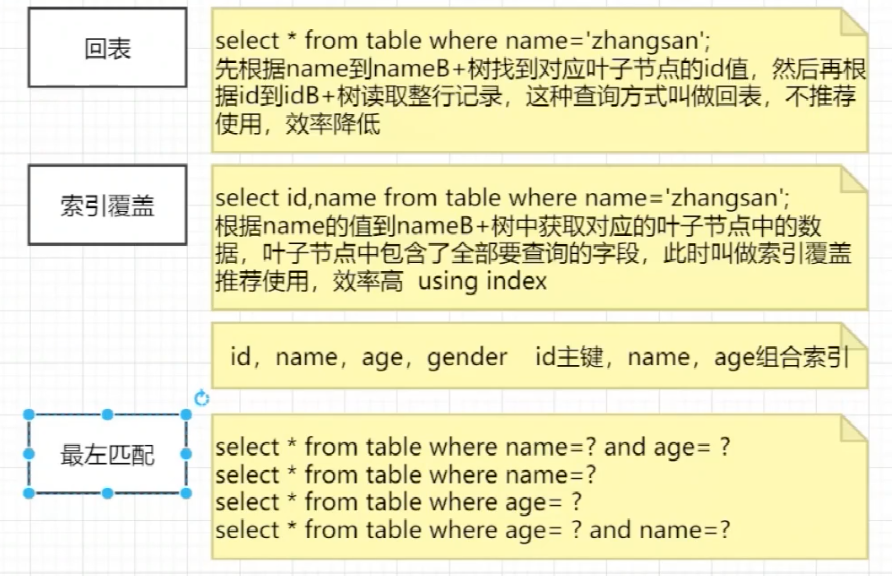 回表
select * from table where name='zhangsan';
先根据name到nameB+树找到对应叶子节点的id值，然后再根
据id到idB+树读取整行记录，这种查询方式叫做回表，不推荐
使用，效率降低
索引覆盖
select id,name from table where name='zhangsan';
根据name的值到nameB+树中获取对应的叶子节点中的数
据，叶子节点中包含了全部要查询的字段，此时叫做索引覆盖
推荐使用，效率高  using index
id，name，age，gender    id主键，name，age组合索引
最左匹配
select * from table where name=? and age= ?
select * from table where name=?
select * from table where age= ?
select * from table where age= ? and name=?